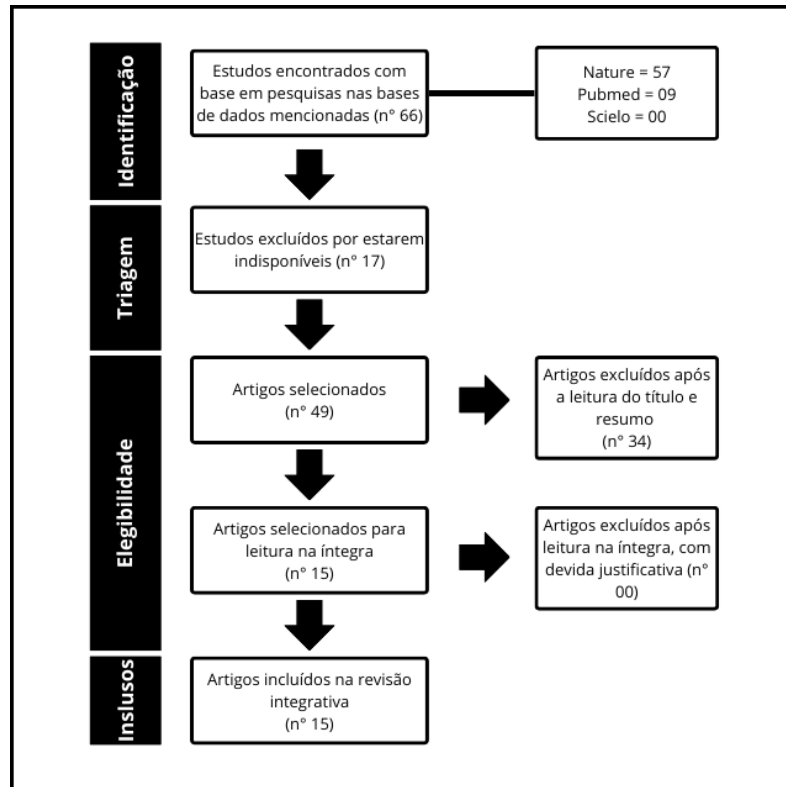 Identificação
Estudos encontrados com
base em pesquisas nas bases
de dados mencionadas (n° 66)
Nature = 57
Pubmed = 09
Scielo = 00
Triagem
Estudos excluídos por estarem
indisponíveis (n° 17)
Elegibilidade
Artigos selecionados
(n° 49)
Artigos excluídos após
a leitura do título e
resumo
(n° 34)
Artigos selecionados para
leitura na íntegra
(n° 15)
Artigos excluídos após
leitura na íntegra, com
devida justificativa (n°
00)
Inslusos
Artigos incluídos na revisão
integrativa
(n° 15)